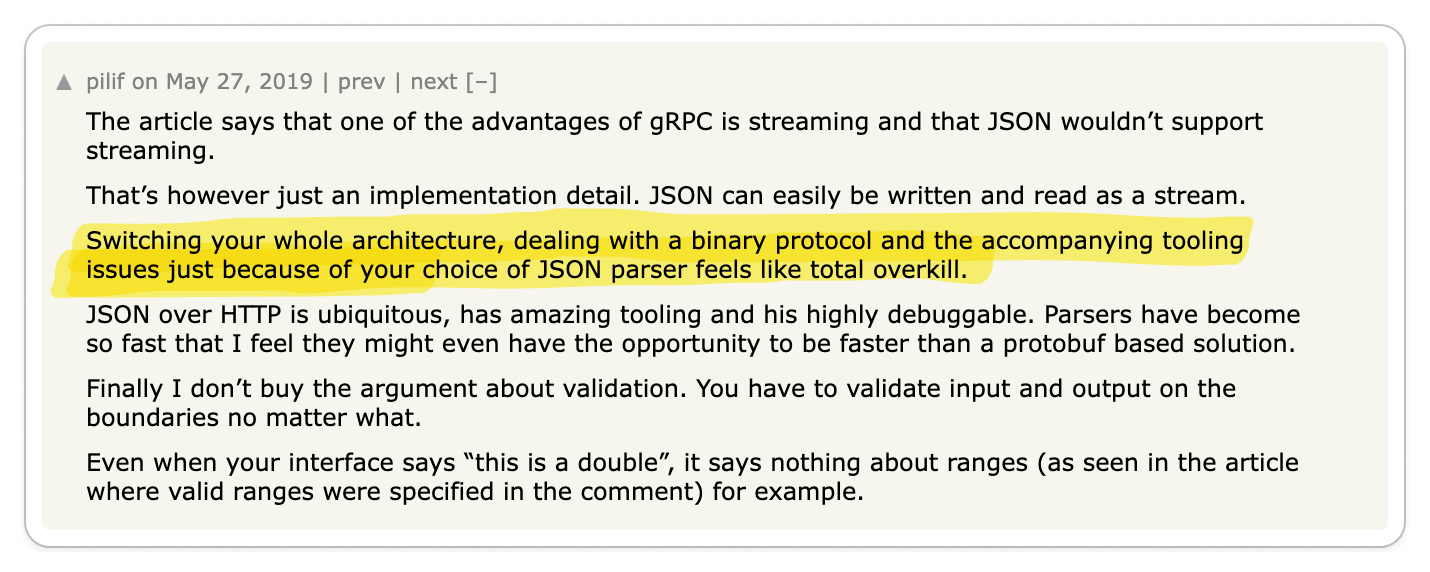 ▲ pilif on May 27, 2019 | prev | next [–]
The article says that one of the advantages of gRPC is streaming and that JSON wouldn’t support
streaming.
That’s however just an implementation detail. JSON can easily be written and read as a stream.
Switching your whole architecture, dealing with a binary protocol and the accompanying tooling
issues just because of your choice of JSON parser feels like total overkill.
JSON over HTTP is ubiquitous, has amazing tooling and his highly debuggable. Parsers have become
so fast that I feel they might even have the opportunity to be faster than a protobuf based solution.
Finally I don’t buy the argument about validation. You have to validate input and output on the
boundaries no matter what.
Even when your interface says “this is a double”, it says nothing about ranges (as seen in the article
where valid ranges were specified in the comment) for example.